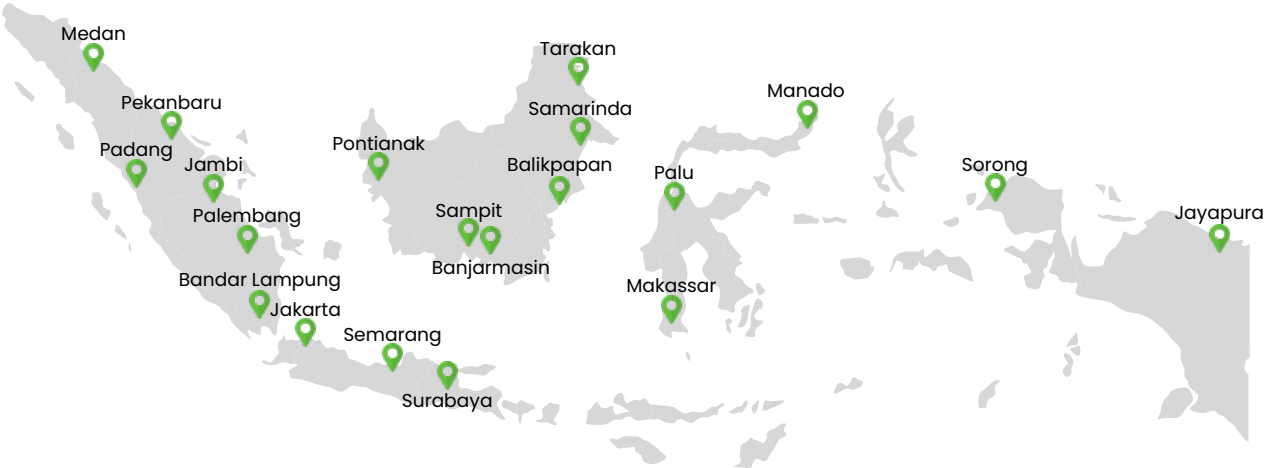 Medan
Tarakan
Manado
Pekanbaru
Samarinda
Pontianak
Padang
Jambi
Balikpapan
Sorong
Palu
Sampit
Palembang
Jayapura
Banjarmasin
Bandar Lampung
Makassar
Jakarta
Semarang
Surabaya